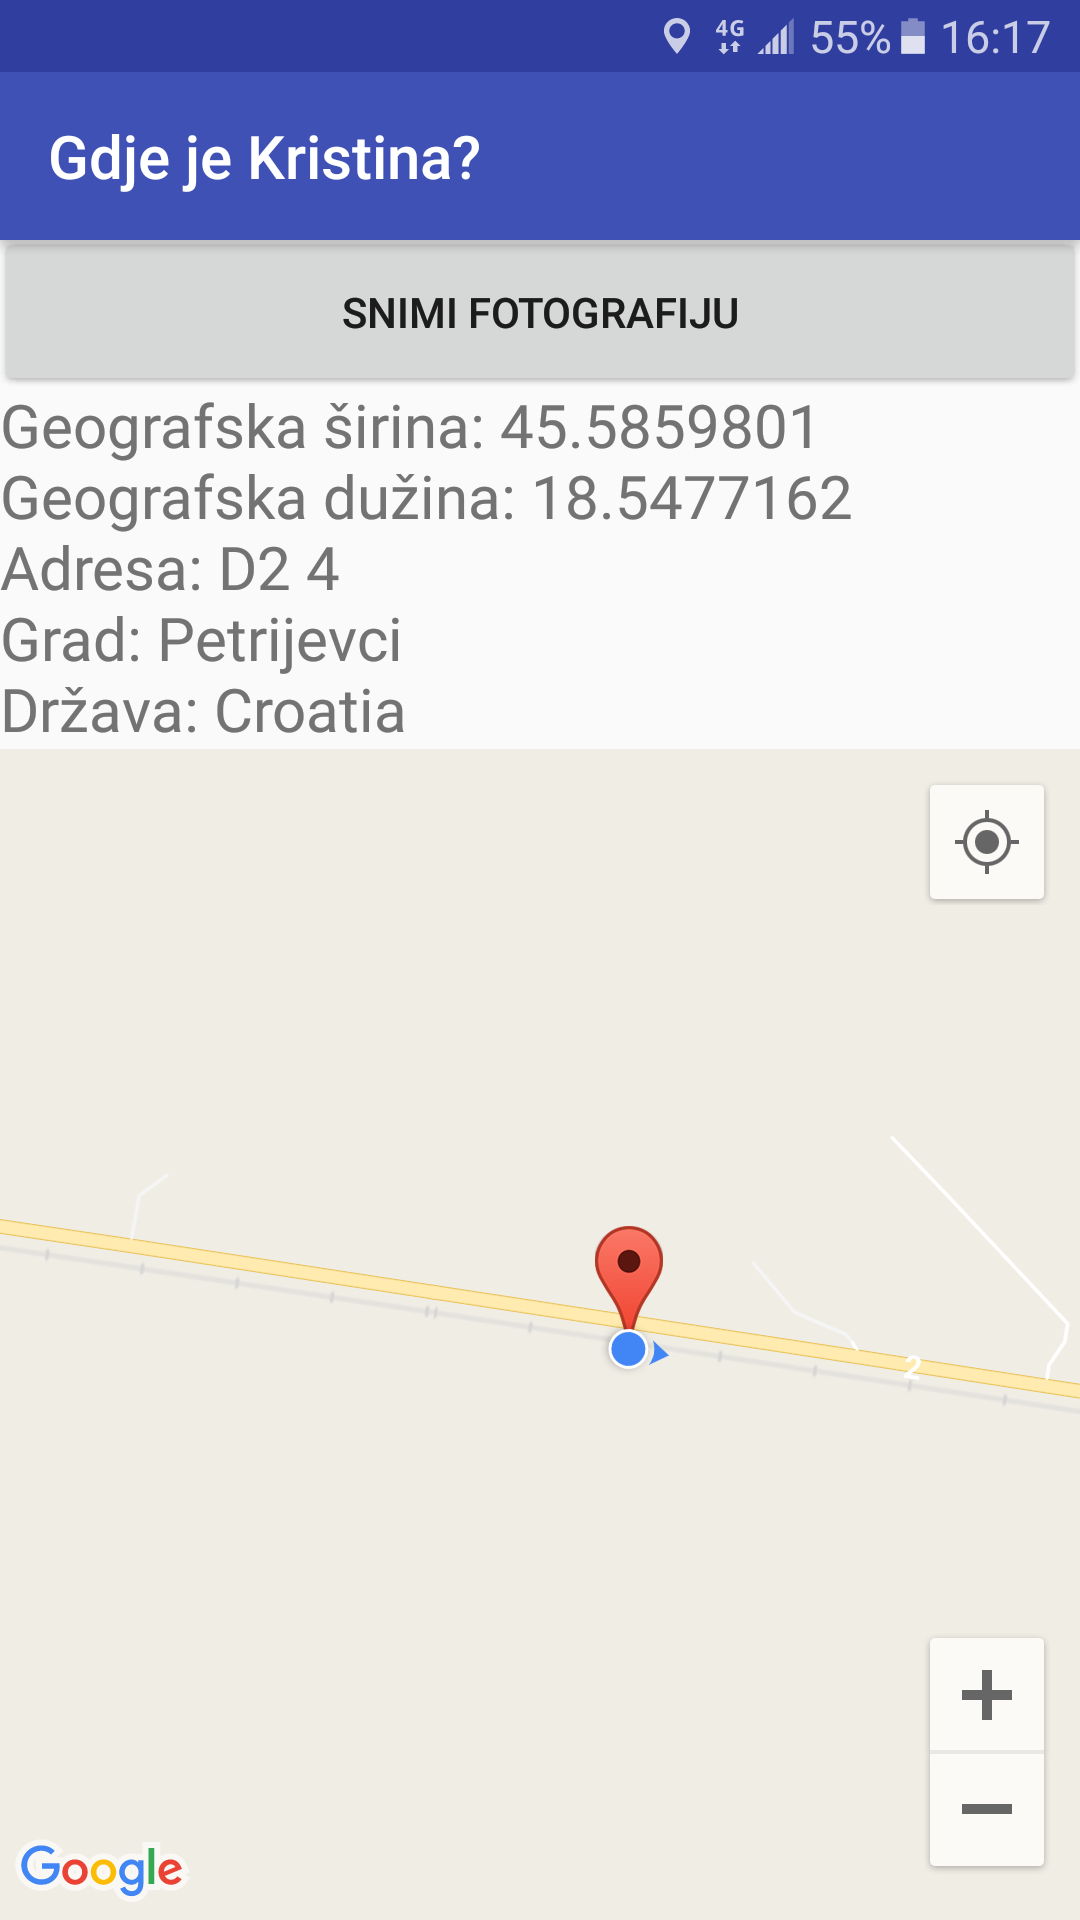 4G 55% 16:17
Gdje je Kristina?
SNIMI FOTOGRAFIJU
Geografska širina: 45.5859801
Geografska dužina: 18.5477162
Adresa: D2 4
Grad: Petrijevci
Država: Croatia
2
Google